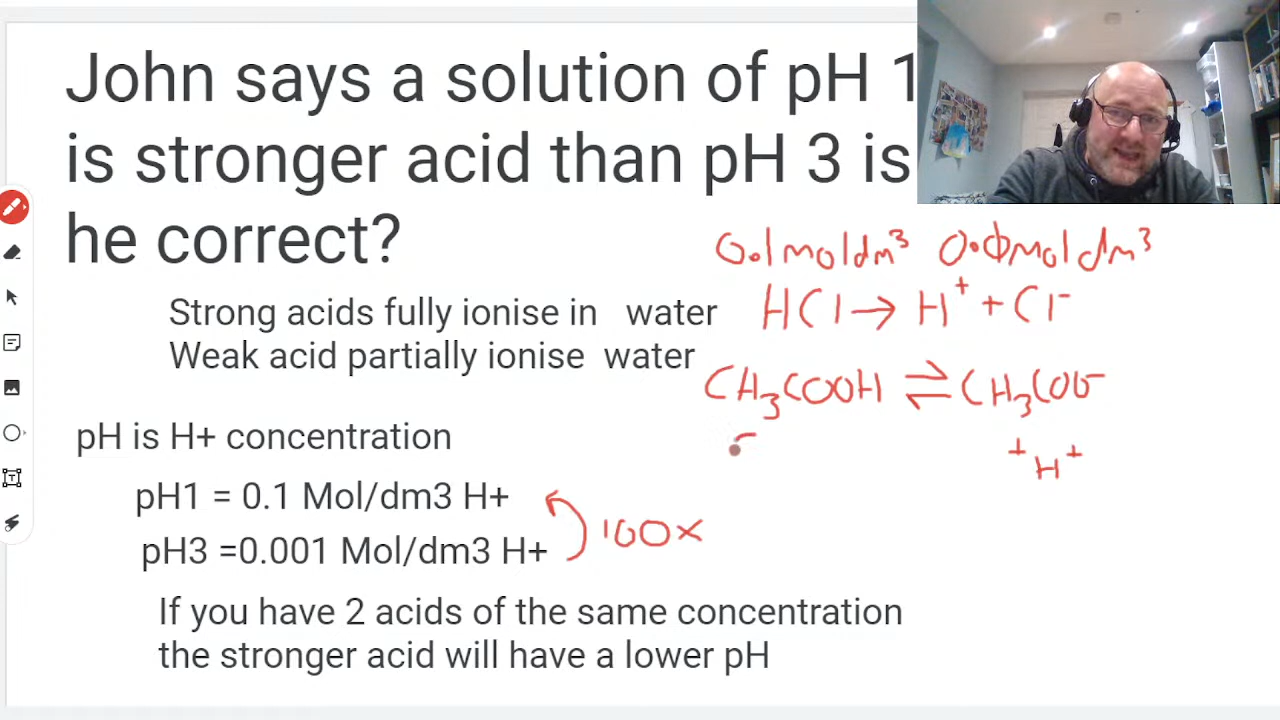 John says a solution of pH 1
is stronger acid than pH 3 is
he correct?
0.1moldm³ 0.0moldm³
Strong acids fully ionise in water
HCl → H⁺ + Cl⁻
Weak acid partially ionise water
CH₃COOH ⇌ CH₃COO⁻
+ H⁺
pH is H+ concentration
pH1 = 0.1 Mol/dm3 H+
100x
pH3 =0.001 Mol/dm3 H+
If you have 2 acids of the same concentration
the stronger acid will have a lower pH